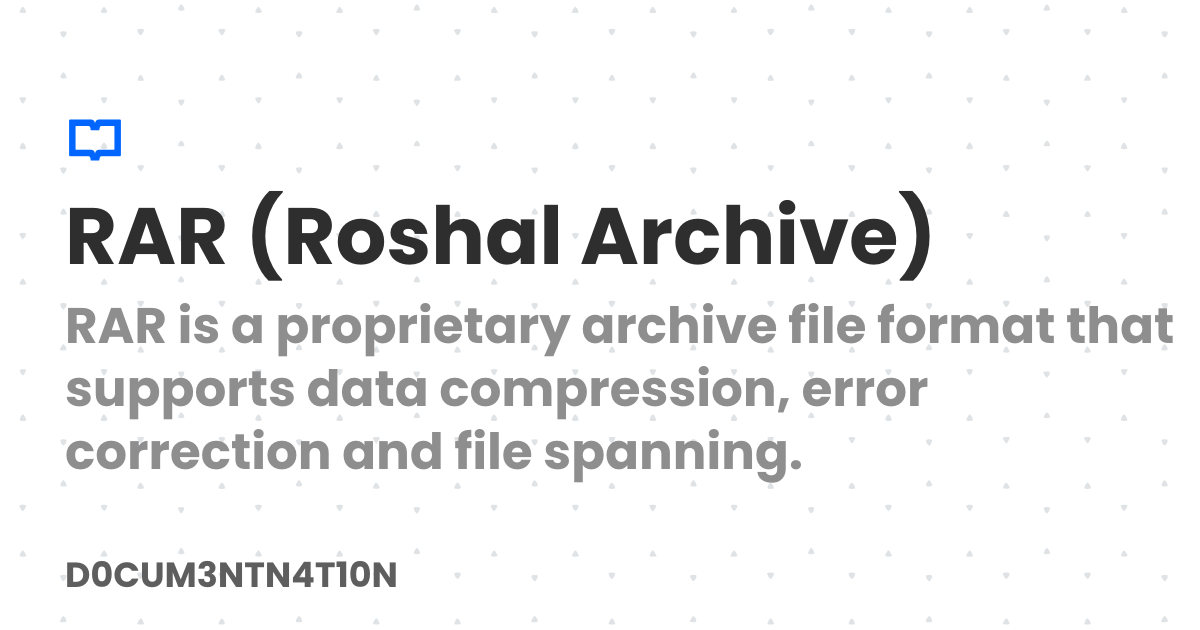 RAR (Roshal Archive)
RAR is a proprietary archive file format that
supports data compression, error
correction and file spanning.
D0CUM3NTN4T10N